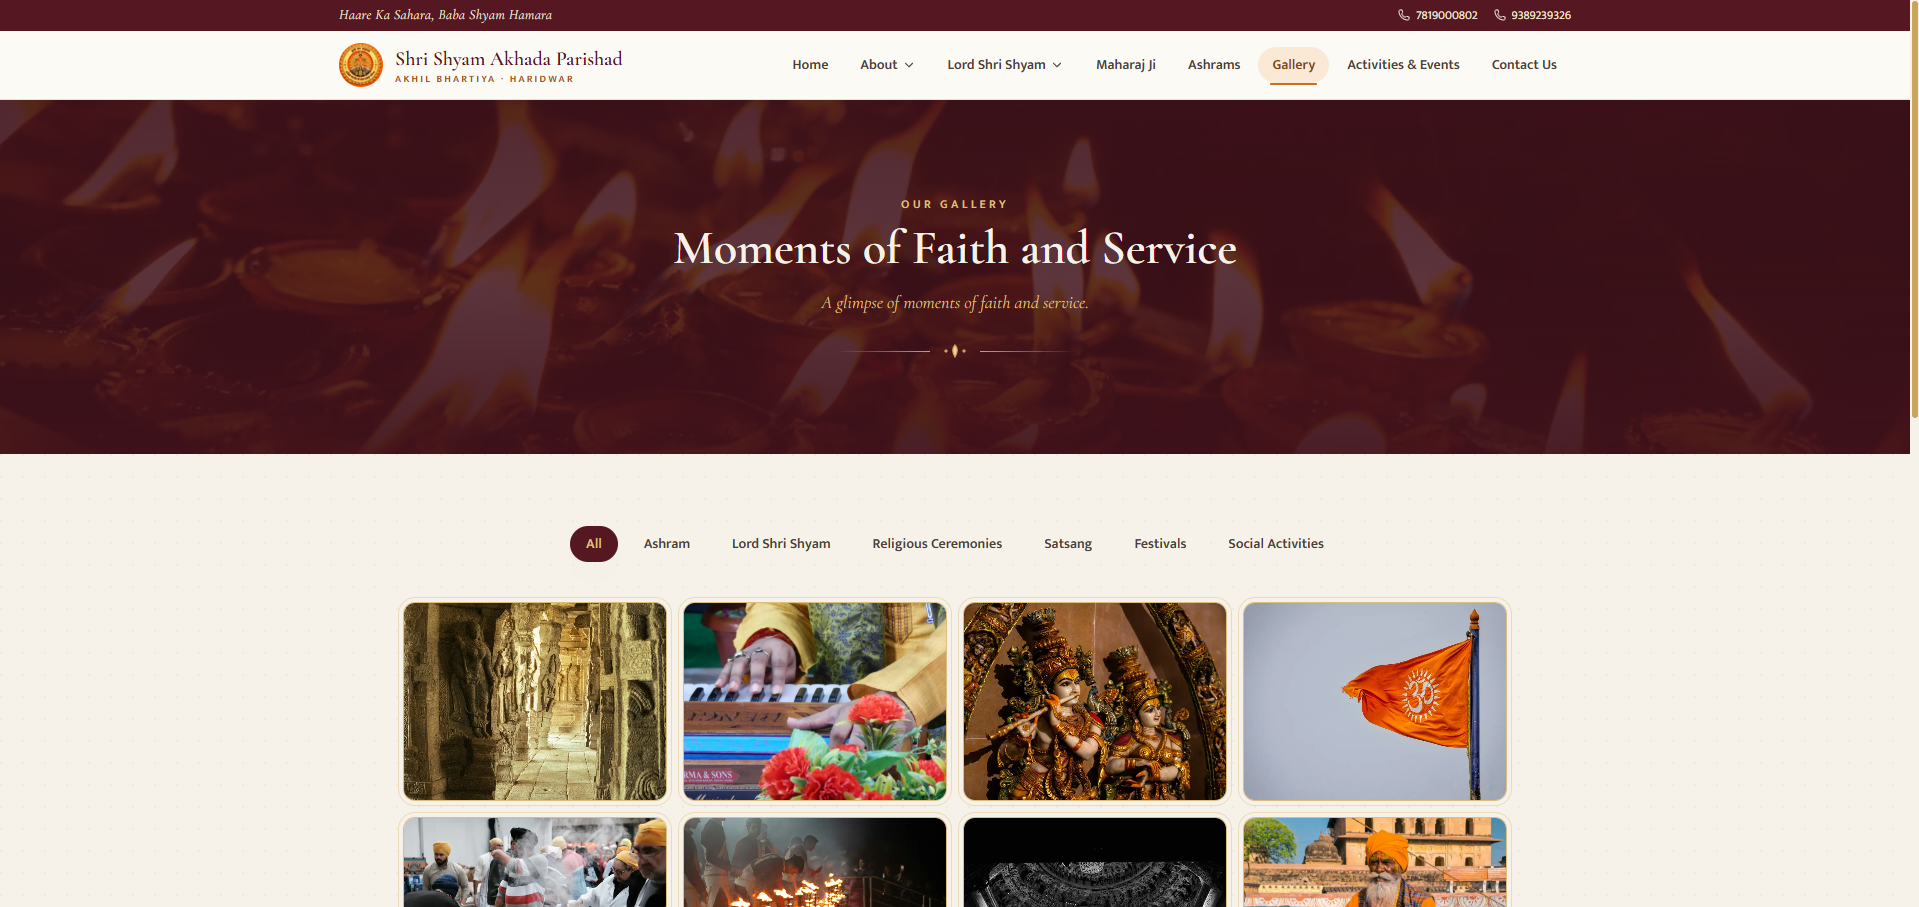 Haare Ka Sahara, Baba Shyam Hamara
7819000802 9389239326
Shri Shyam Akhada Parishad
AKHIL BHARTIYA · HARIDWAR
Home About Lord Shri Shyam Maharaj Ji Ashrams Gallery Activities & Events Contact Us
OUR GALLERY
Moments of Faith and Service
A glimpse of moments of faith and service.
All Ashram Lord Shri Shyam Religious Ceremonies Satsang Festivals Social Activities
RMA & SONS
ॐ